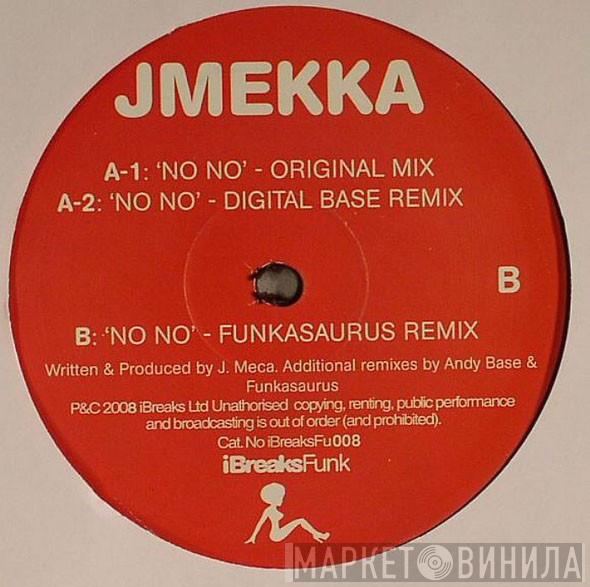 JMEKKA
A-1: 'NO NO' - ORIGINAL MIX
A-2: 'NO NO' - DIGITAL BASE REMIX
B
B: 'NO NO' - FUNKASAURUS REMIX
Written & Produced by J. Meca. Additional remixes by Andy Base &
Funkasaurus
P&C 2008 iBreaks Ltd Unathorised copying, renting, public performance
and broadcasting is out of order (and prohibited).
Cat. No iBreaksFu008
iBreaksFunk
МАРКЕТ ВИНИЛА